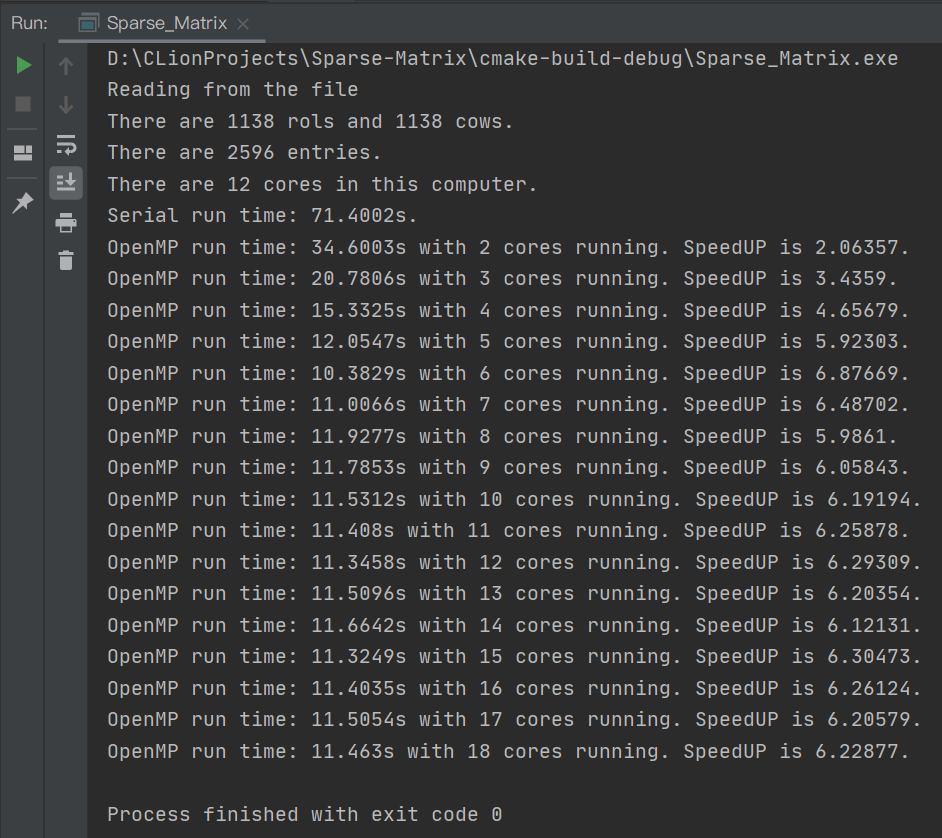 Run: Sparse_Matrix
D:\CLionProjects\Sparse-Matrix\cmake-build-debug\Sparse_Matrix.exe
Reading from the file
There are 1138 rols and 1138 cows.
There are 2596 entries.
There are 12 cores in this computer.
Serial run time: 71.4002s.
OpenMP run time: 34.6003s with 2 cores running. SpeedUP is 2.06357.
OpenMP run time: 20.7806s with 3 cores running. SpeedUP is 3.4359.
OpenMP run time: 15.3325s with 4 cores running. SpeedUP is 4.65679.
OpenMP run time: 12.0547s with 5 cores running. SpeedUP is 5.92303.
OpenMP run time: 10.3829s with 6 cores running. SpeedUP is 6.87669.
OpenMP run time: 11.0066s with 7 cores running. SpeedUP is 6.48702.
OpenMP run time: 11.9277s with 8 cores running. SpeedUP is 5.9861.
OpenMP run time: 11.7853s with 9 cores running. SpeedUP is 6.05843.
OpenMP run time: 11.5312s with 10 cores running. SpeedUP is 6.19194.
OpenMP run time: 11.408s with 11 cores running. SpeedUP is 6.25878.
OpenMP run time: 11.3458s with 12 cores running. SpeedUP is 6.29309.
OpenMP run time: 11.5096s with 13 cores running. SpeedUP is 6.20354.
OpenMP run time: 11.6642s with 14 cores running. SpeedUP is 6.12131.
OpenMP run time: 11.3249s with 15 cores running. SpeedUP is 6.30473.
OpenMP run time: 11.4035s with 16 cores running. SpeedUP is 6.26124.
OpenMP run time: 11.5054s with 17 cores running. SpeedUP is 6.20579.
OpenMP run time: 11.463s with 18 cores running. SpeedUP is 6.22877.
Process finished with exit code 0